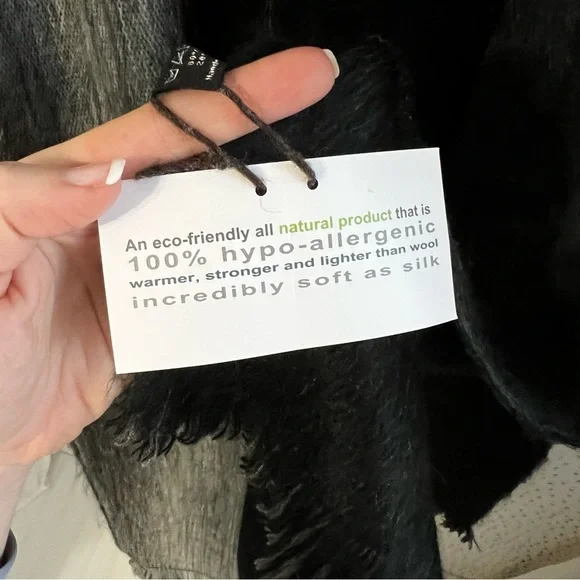 An eco-friendly all natural product that is
100% hypo-allergenic
warmer, stronger and lighter than wool
incredibly soft as silk